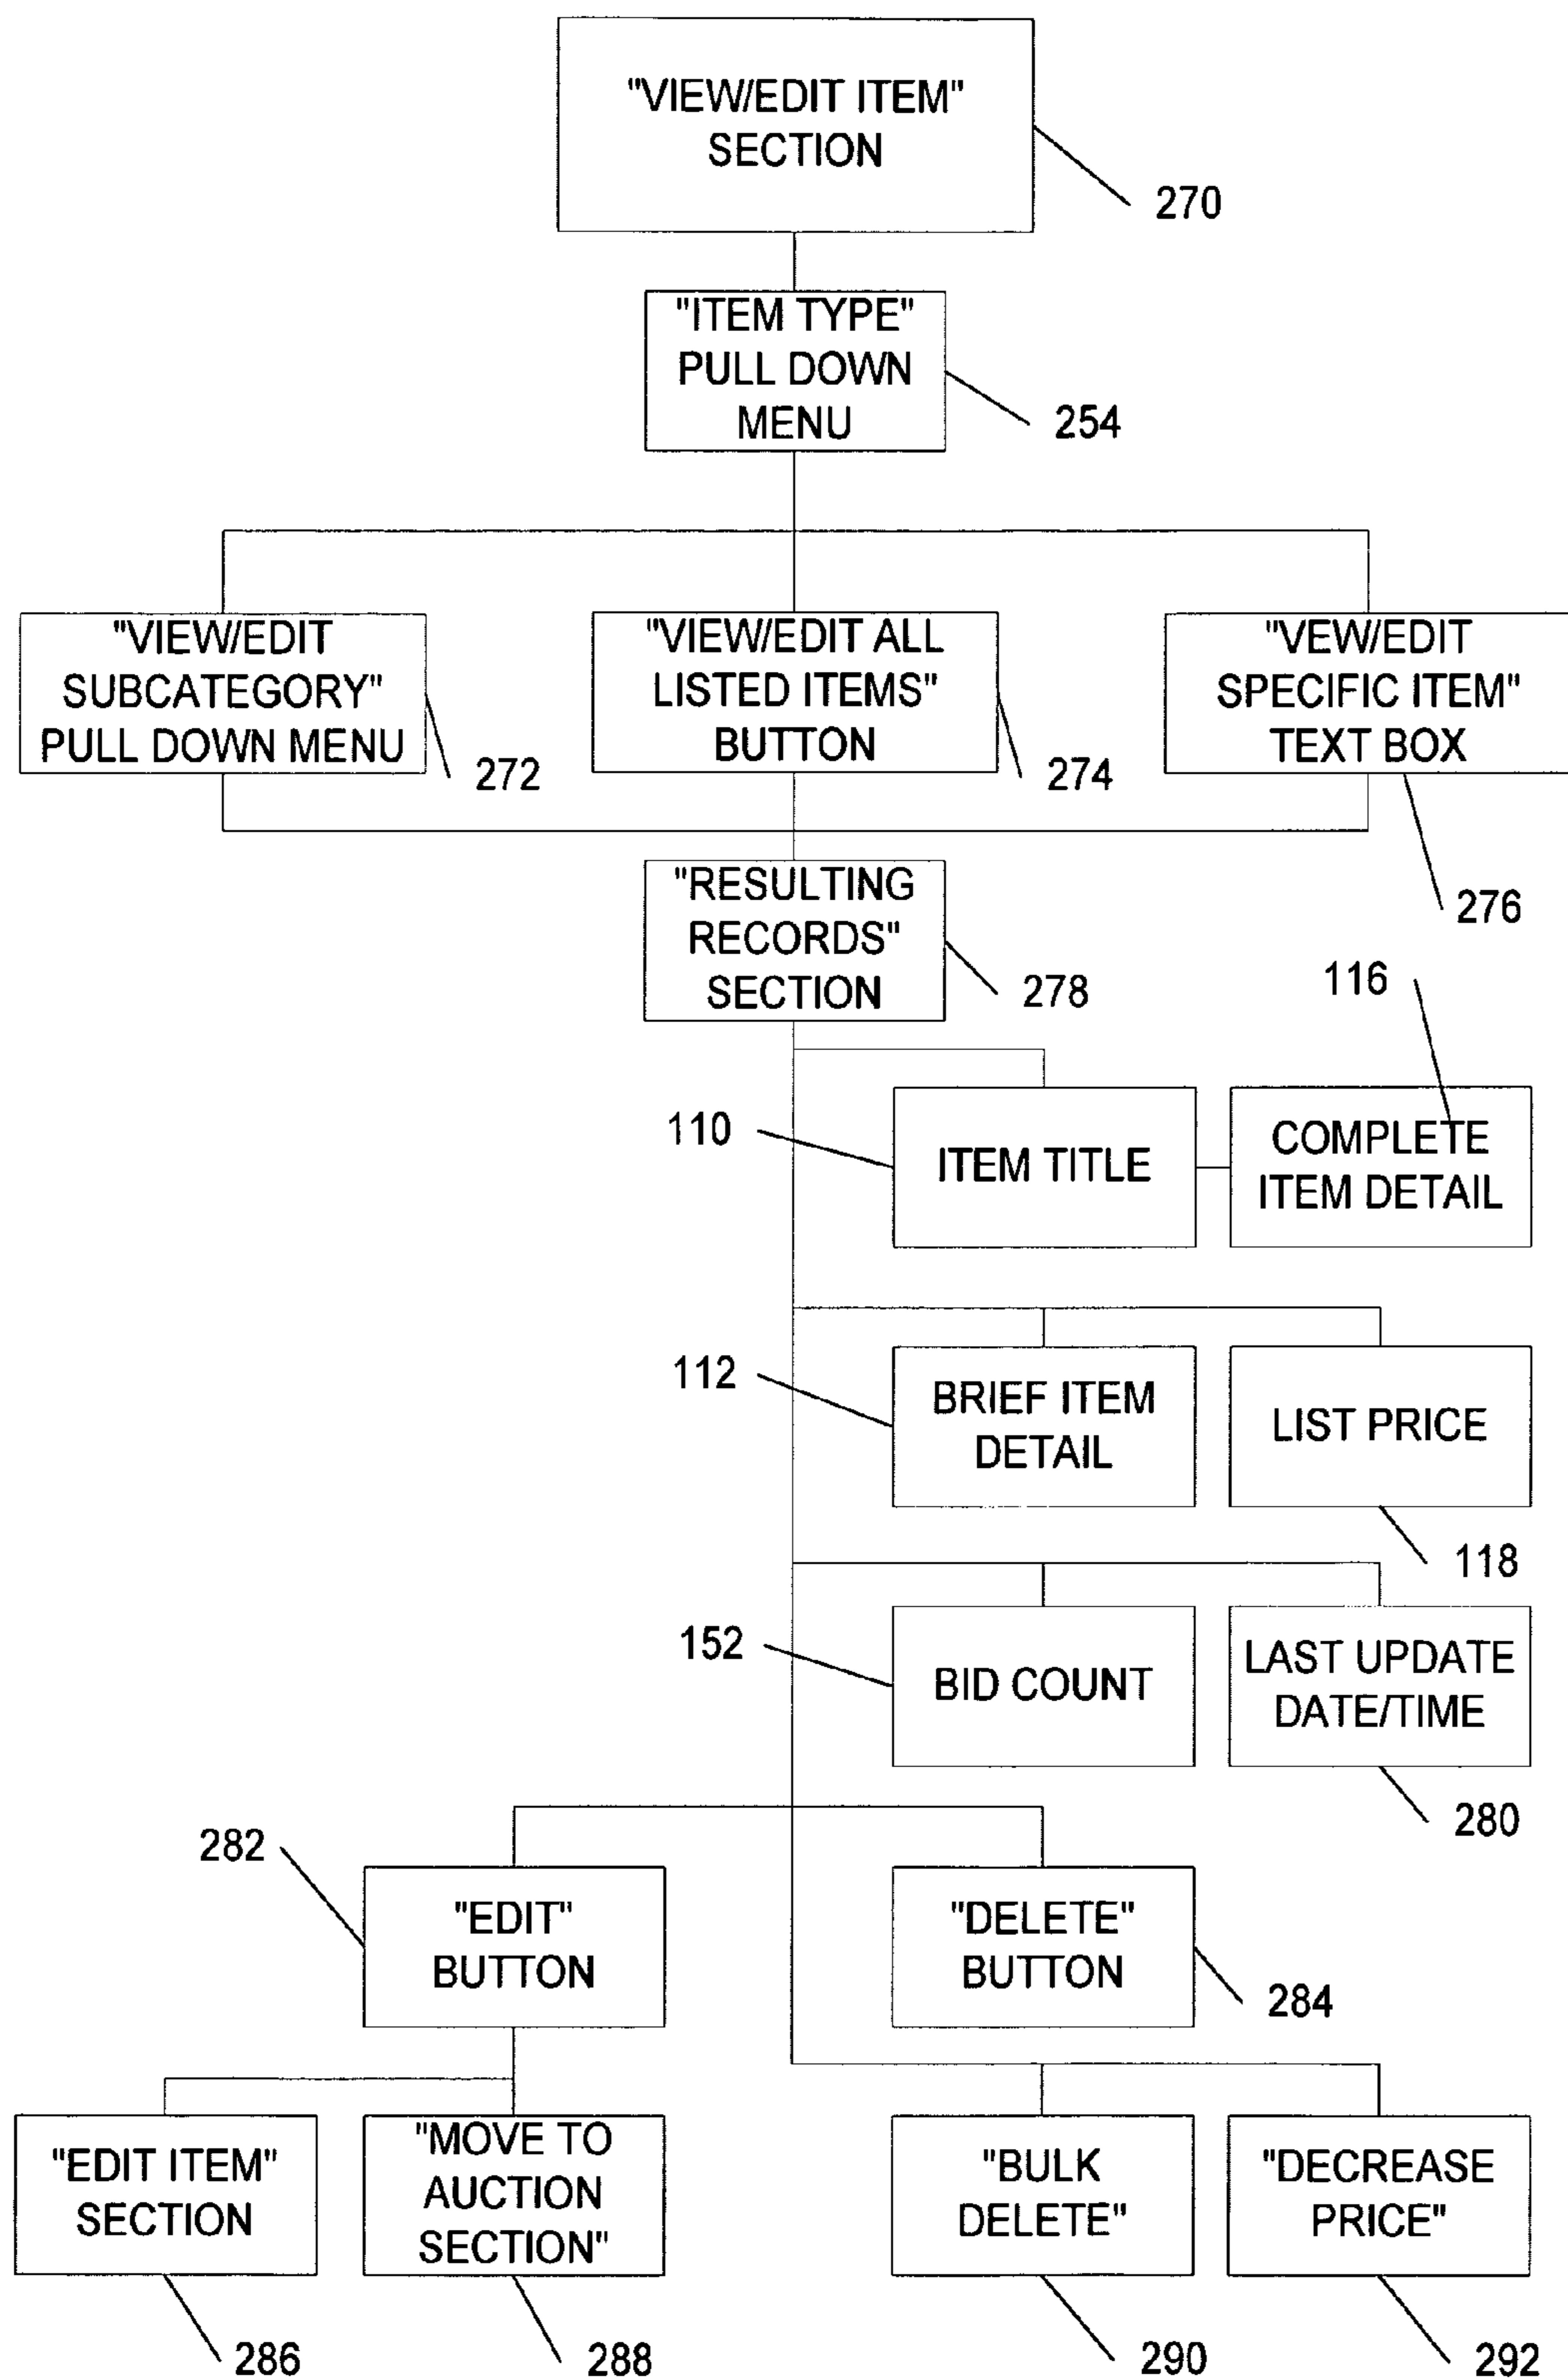 "VIEW/EDIT ITEM"
SECTION
270
"ITEM TYPE"
PULL DOWN
MENU
254
"VIEW/EDIT
SUBCATEGORY"
PULL DOWN MENU
272
"VIEW/EDIT ALL
LISTED ITEMS"
BUTTON
274
"VEW/EDIT
SPECIFIC ITEM"
TEXT BOX
276
"RESULTING
RECORDS"
SECTION
278
116
110
ITEM TITLE
COMPLETE
ITEM DETAIL
112
BRIEF ITEM
DETAIL
LIST PRICE
118
152
BID COUNT
LAST UPDATE
DATE/TIME
280
282
"EDIT"
BUTTON
"DELETE"
BUTTON
284
"EDIT ITEM"
SECTION
286
"MOVE TO
AUCTION
SECTION"
288
"BULK
DELETE"
290
"DECREASE
PRICE"
292